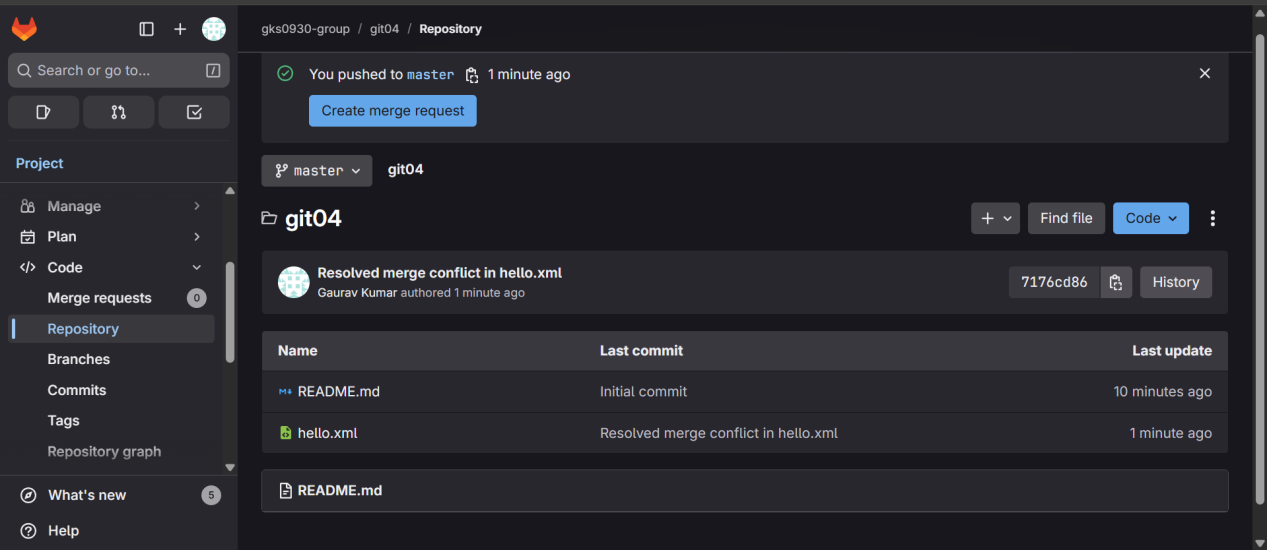 gks0930-group / git04 / Repository
Search or go to... /
You pushed to master 1 minute ago
Create merge request
Project
master git04
Manage
Plan
Code
Merge requests 0
Repository
Branches
Commits
Tags
Repository graph
What's new 5
Help
git04
+ Find file Code
Resolved merge conflict in hello.xml
Gaurav Kumar authored 1 minute ago
7176cd86 History
Name Last commit Last update
M↓ README.md Initial commit 10 minutes ago
hello.xml Resolved merge conflict in hello.xml 1 minute ago
README.md